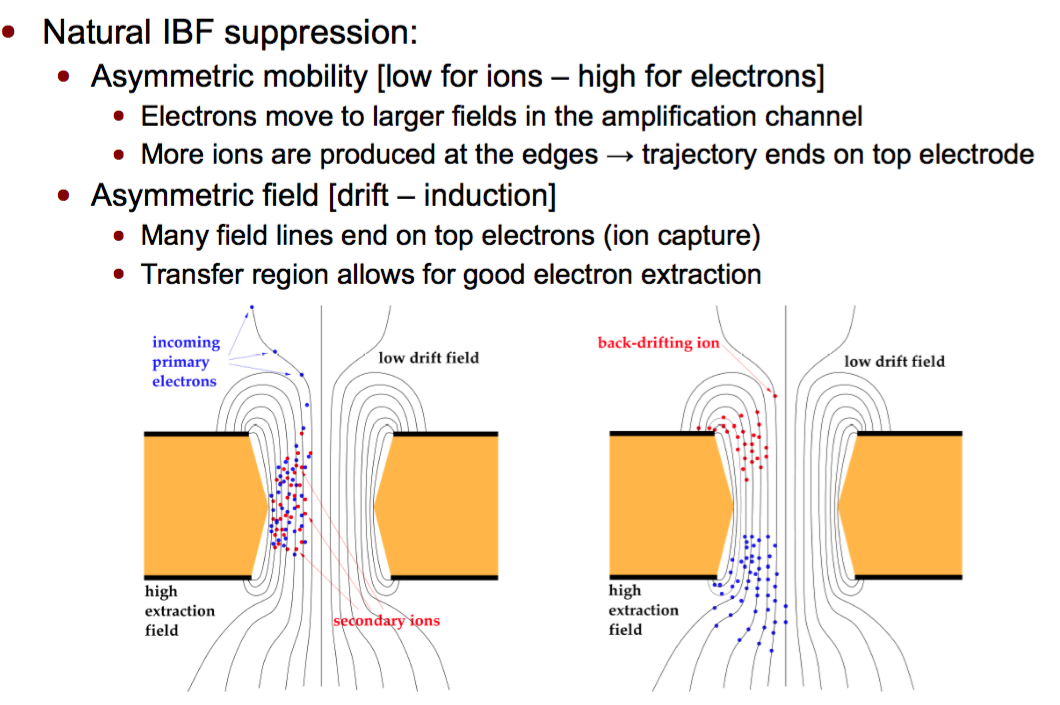 • Natural IBF suppression:
• Asymmetric mobility [low for ions – high for electrons]
• Electrons move to larger fields in the amplification channel
• More ions are produced at the edges → trajectory ends on top electrode
• Asymmetric field [drift – induction]
• Many field lines end on top electrons (ion capture)
• Transfer region allows for good electron extraction
incoming
primary
electrons
low drift field
high
extraction
field
secondary ions
back-drifting ion
low drift field
high
extraction
field